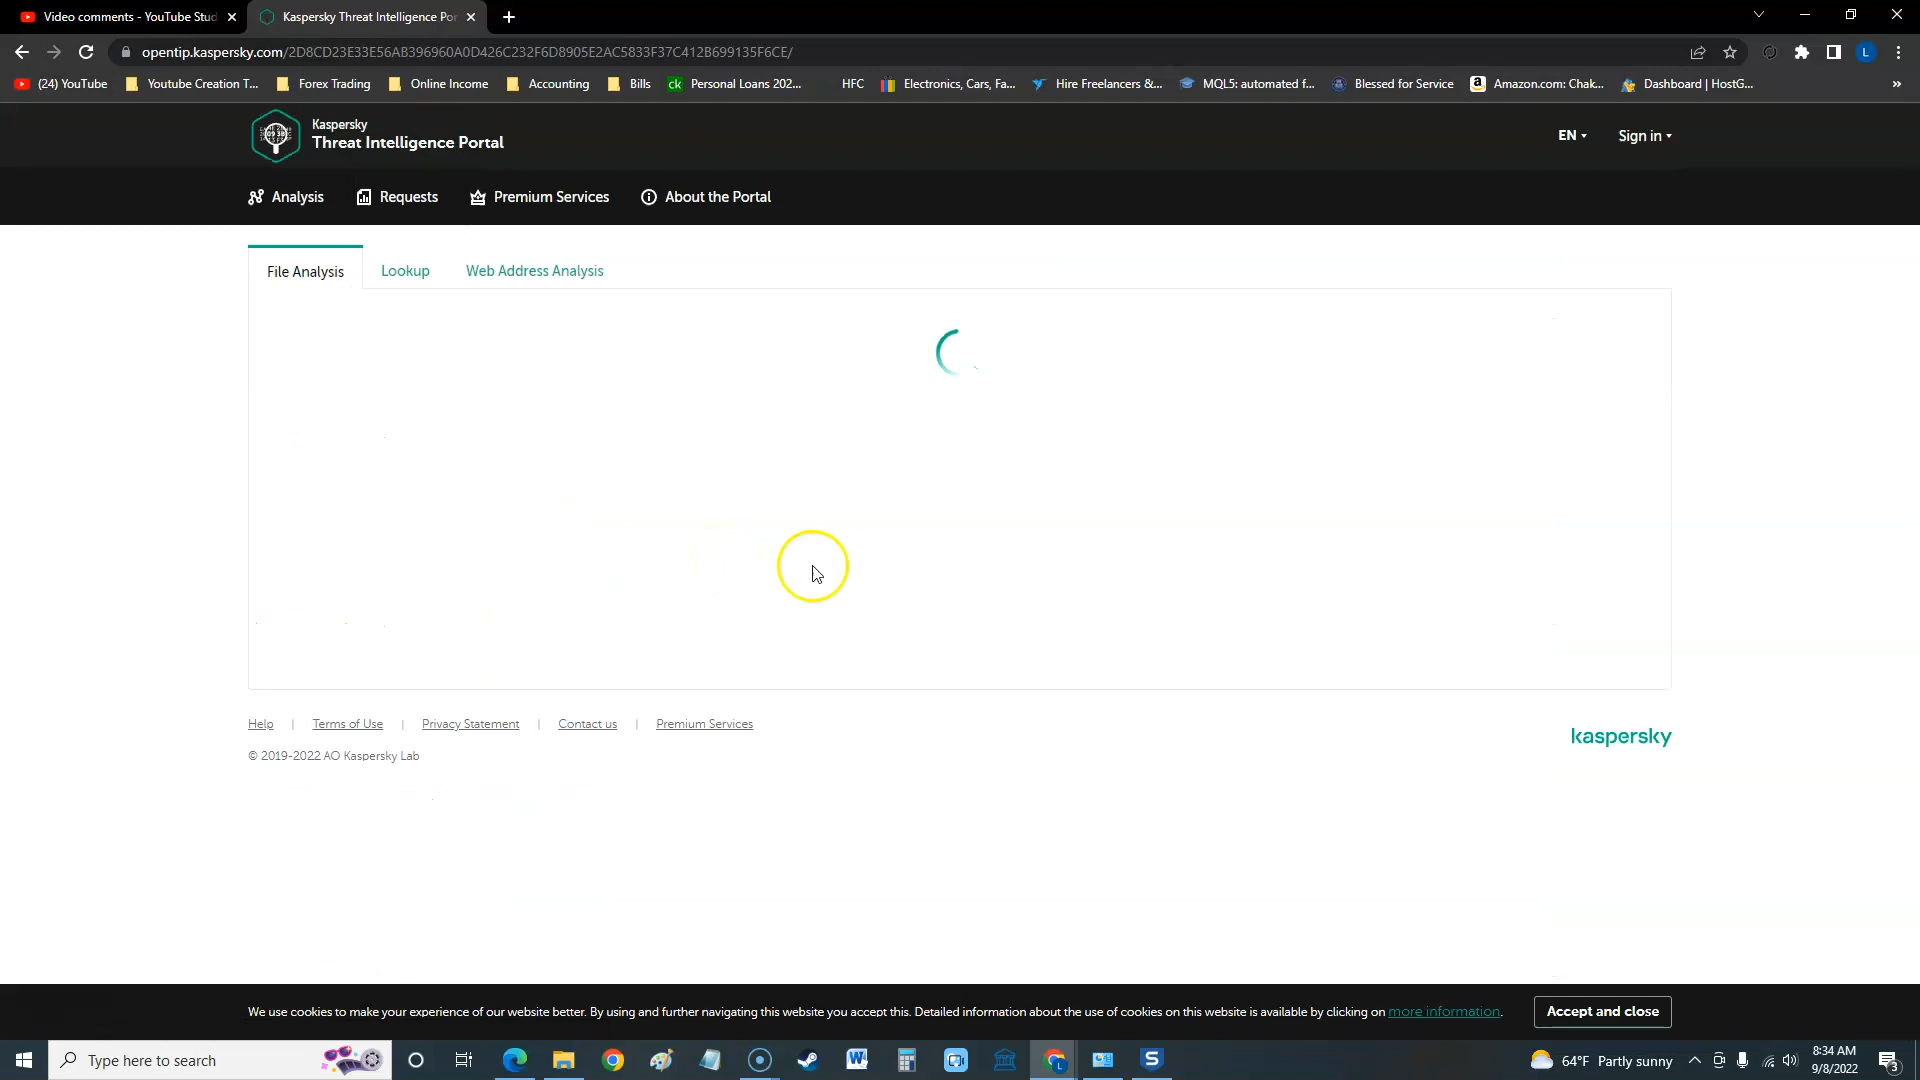 Video comments - YouTube Stud
Kaspersky Threat Intelligence Por
opentip.kaspersky.com/2D8CD23E33E56AB396960A0D426C232F6D8905E2AC5833F37C412B699135F6CE/
L
(24) YouTube
Youtube Creation T...
Forex Trading
Online Income
Accounting
Bills
ck Personal Loans 202...
HFC
Electronics, Cars, Fa...
Hire Freelancers &...
MQL5: automated f...
Blessed for Service
Amazon.com: Chak...
Dashboard | HostG...
»
Kaspersky
Threat Intelligence Portal
EN
Sign in
Analysis
Requests
Premium Services
About the Portal
File Analysis
Lookup
Web Address Analysis
Help | Terms of Use | Privacy Statement | Contact us | Premium Services
kaspersky
© 2019-2022 AO Kaspersky Lab
We use cookies to make your experience of our website better. By using and further navigating this website you accept this. Detailed information about the use of cookies on this website is available by clicking on more information.
Accept and close
Type here to search
64°F Partly sunny
8:34 AM
9/8/2022
3